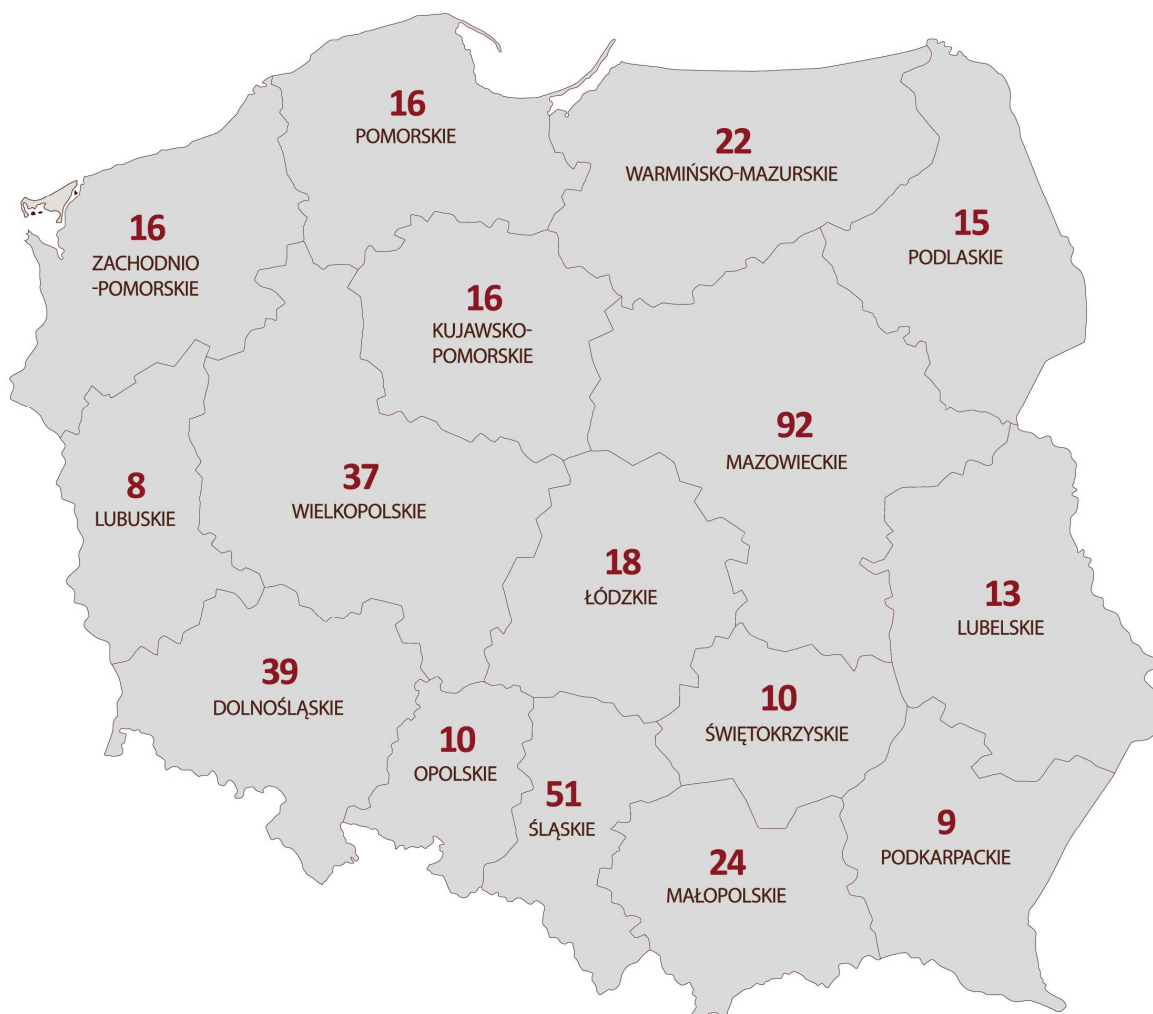 16
POMORSKIE
22
WARMIŃSKO-MAZURSKIE
16
ZACHODNIO
-POMORSKIE
15
PODLASKIE
16
KUJAWSKO-
POMORSKIE
92
MAZOWIECKIE
8
LUBUSKIE
37
WIELKOPOLSKIE
18
ŁÓDZKIE
13
LUBELSKIE
39
DOLNOŚLĄSKIE
10
OPOLSKIE
10
ŚWIĘTOKRZYSKIE
51
ŚLĄSKIE
24
MAŁOPOLSKIE
9
PODKARPACKIE